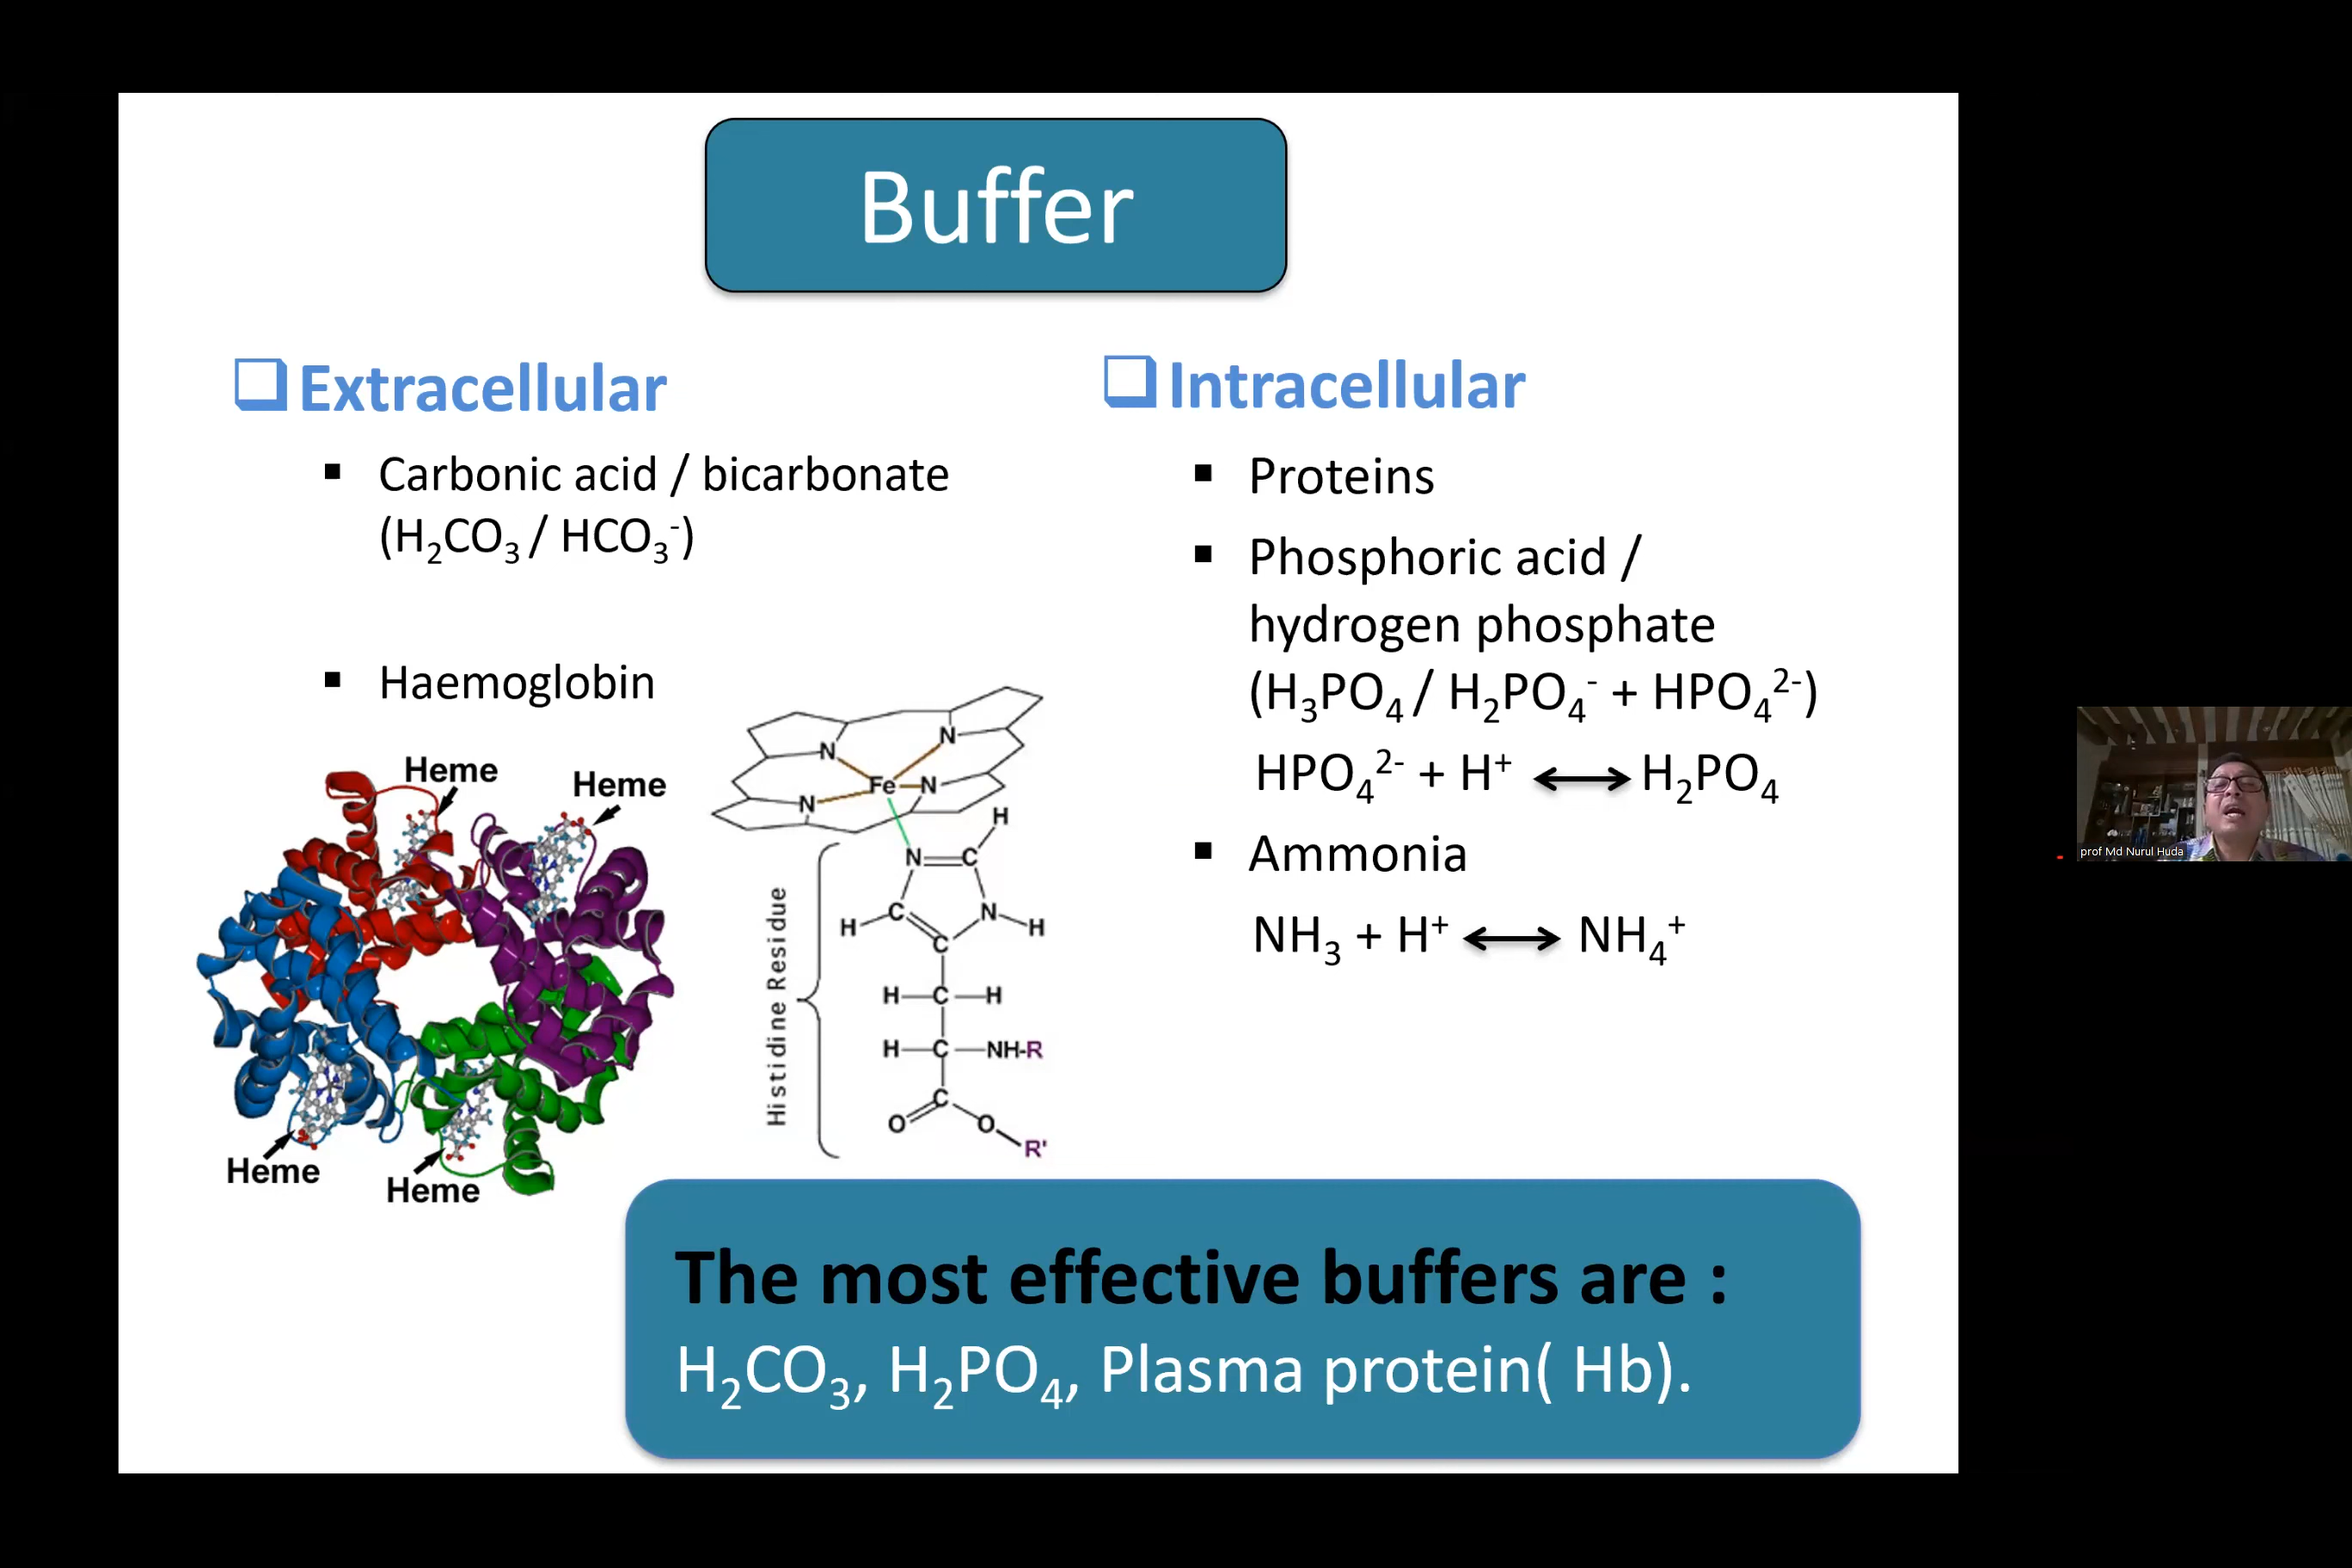 Buffer
Extracellular
Carbonic acid / bicarbonate
(H₂CO₃ / HCO₃⁻)
Haemoglobin
Heme
Heme
Heme
Heme
N
N
Fe
N
N
H
N
C
H
C
N
H
C
H
C
H
H
C
NH-R
C
O
O
R'
Histidine Residue
Intracellular
Proteins
Phosphoric acid /
hydrogen phosphate
(H₃PO₄ / H₂PO₄⁻ + HPO₄²⁻)
HPO₄²⁻ + H⁺ ⟷ H₂PO₄
Ammonia
NH₃ + H⁺ ⟷ NH₄⁺
The most effective buffers are :
H₂CO₃, H₂PO₄, Plasma protein( Hb).
prof Md Nurul Huda